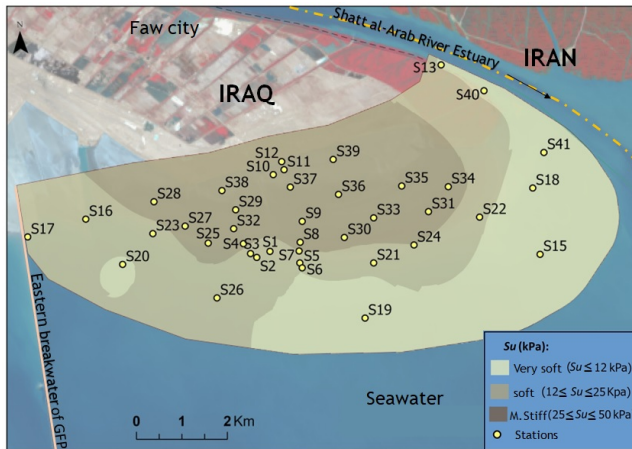 Shatt al-Arab River Estuary
Faw city
IRAN
N
S13
IRAQ
S40
S12
S39
S41
S11
S10
S38
S37
S35
S34
S18
S28
S36
S29
S16
S9
S33
S31
S22
S17
S23
S27
S32
S8
S30
S25
S4
S1
S24
S3
S7
S5
S15
S20
S2
S6
S21
S26
S19
Eastern breakwater of GFP
Su (kPa):
Very soft (Su ≤ 12 kPa)
soft (12≤ Su ≤25Kpa)
M. Stiff (25≤ Su≤ 50 kPa)
Stations
Seawater
0 1 2 Km